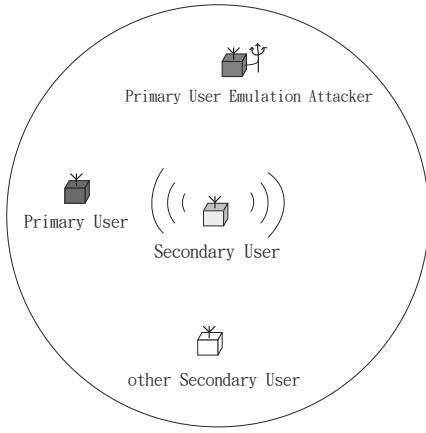 Primary User Emulation Attacker
Primary User
Secondary User
other Secondary User